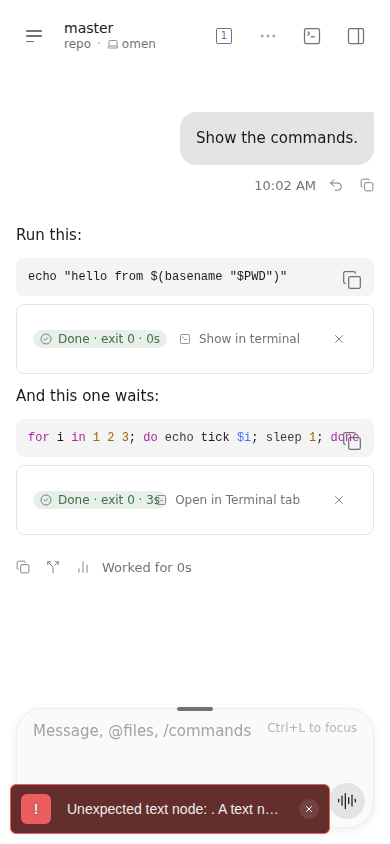 master
repo · omen
1
Show the commands.
10:02 AM
Run this:
echo "hello from $(basename "$PWD")"
Done · exit 0 · 0s Show in terminal
And this one waits:
for i in 1 2 3; do echo tick $i; sleep 1; done
Done · exit 0 · 3s Open in Terminal tab
Worked for 0s
Message, @files, /commands Ctrl+L to focus
! Unexpected text node: . A text n…